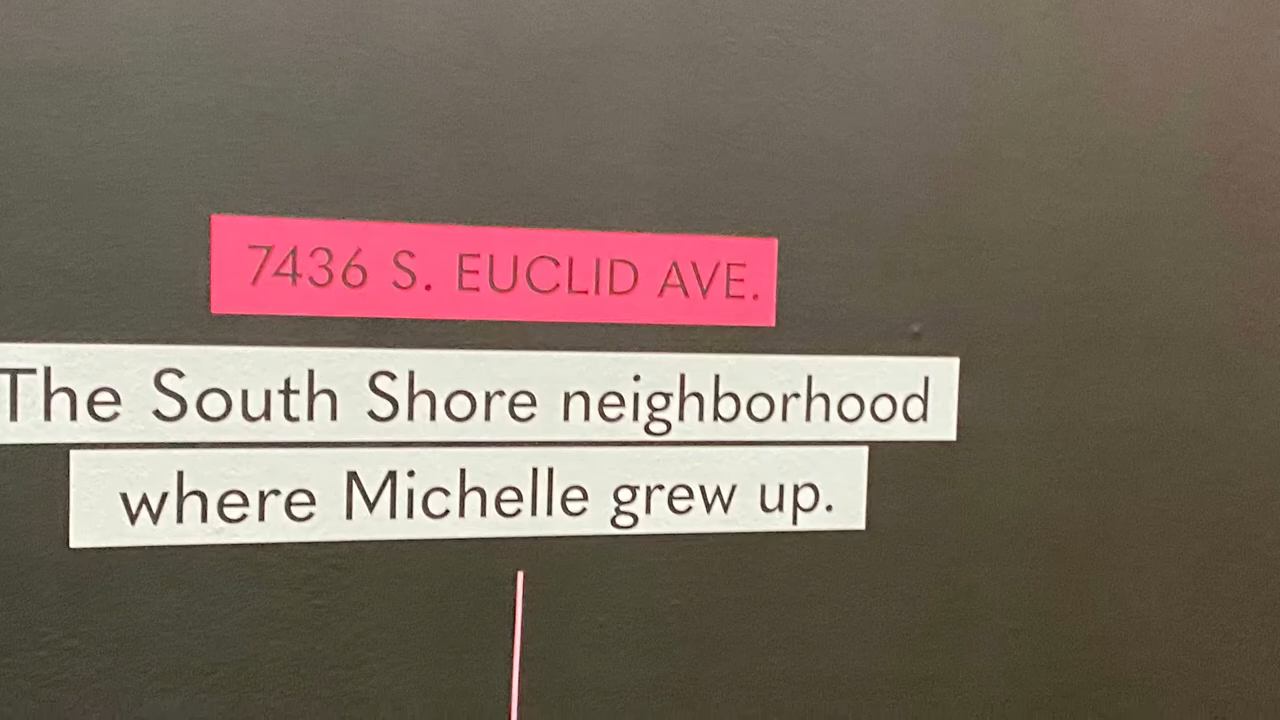 7436 S. EUCLID AVE.
The South Shore neighborhood
where Michelle grew up.